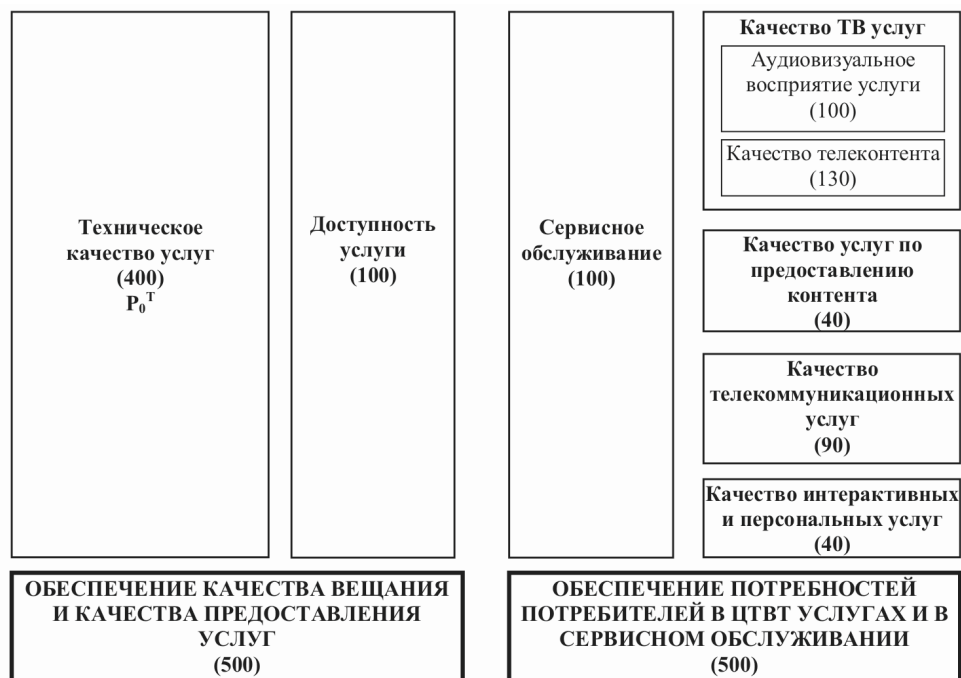 Техническое
качество услуг
(400)
P₀ᵀ
Доступность
услуги
(100)
Сервисное
обслуживание
(100)
Качество ТВ услуг
Аудиовизуальное
восприятие услуги
(100)
Качество телеконтента
(130)
Качество услуг по
предоставлению
контента
(40)
Качество
телекоммуникационных
услуг
(90)
Качество интерактивных
и персональных услуг
(40)
ОБЕСПЕЧЕНИЕ КАЧЕСТВА ВЕЩАНИЯ
И КАЧЕСТВА ПРЕДОСТАВЛЕНИЯ
УСЛУГ
(500)
ОБЕСПЕЧЕНИЕ ПОТРЕБНОСТЕЙ
ПОТРЕБИТЕЛЕЙ В ЦТВТ УСЛУГАХ И В
СЕРВИСНОМ ОБСЛУЖИВАНИИ
(500)